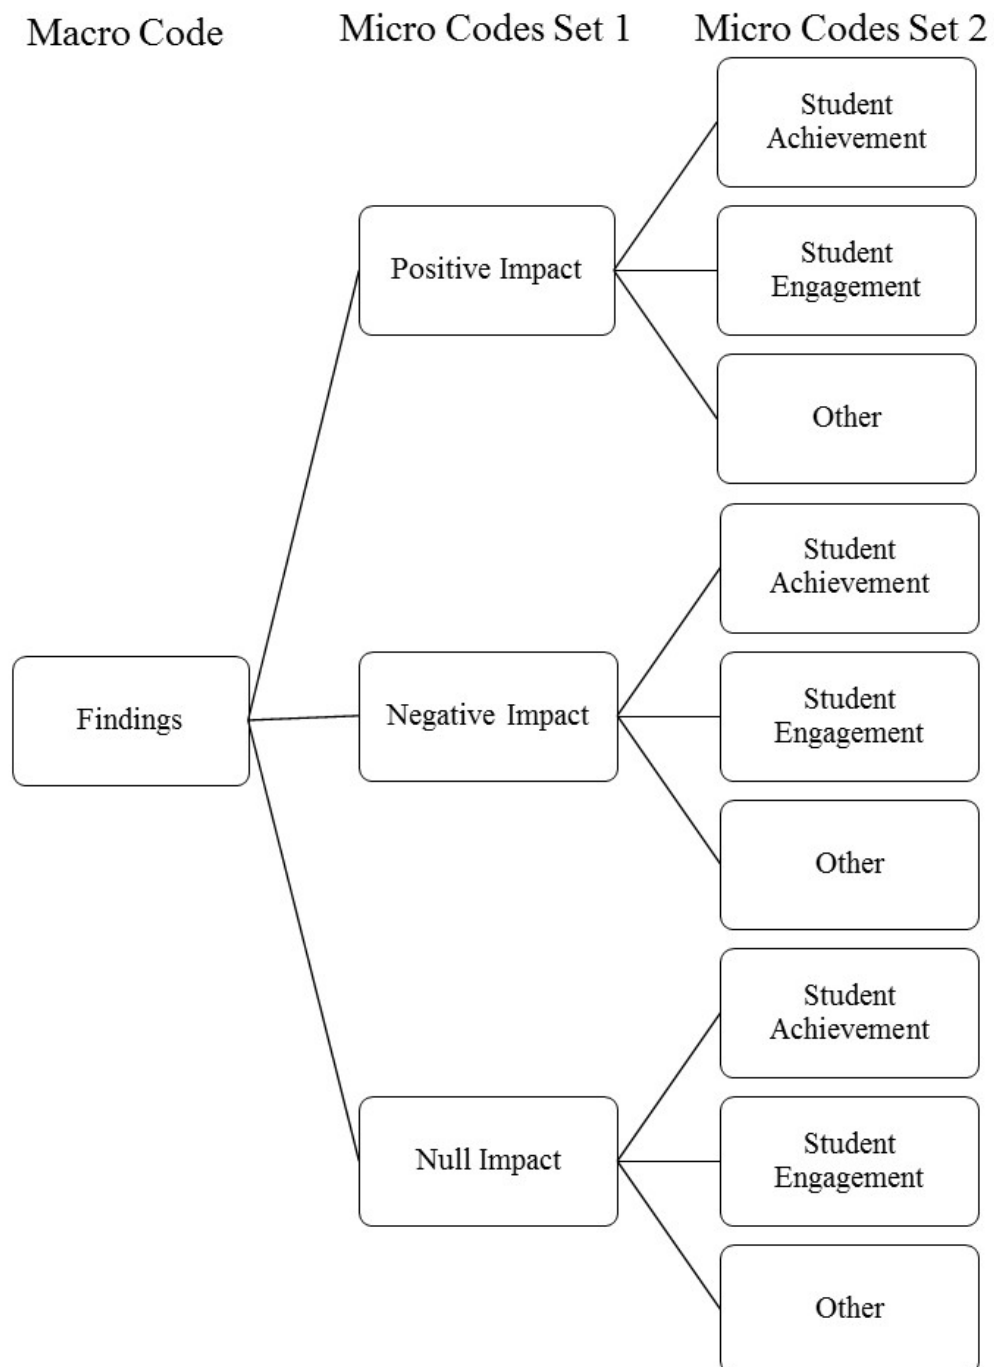 Macro Code
Micro Codes Set 1
Micro Codes Set 2
Findings
Positive Impact
Student
Achievement
Student
Engagement
Other
Negative Impact
Student
Achievement
Student
Engagement
Other
Null Impact
Student
Achievement
Student
Engagement
Other